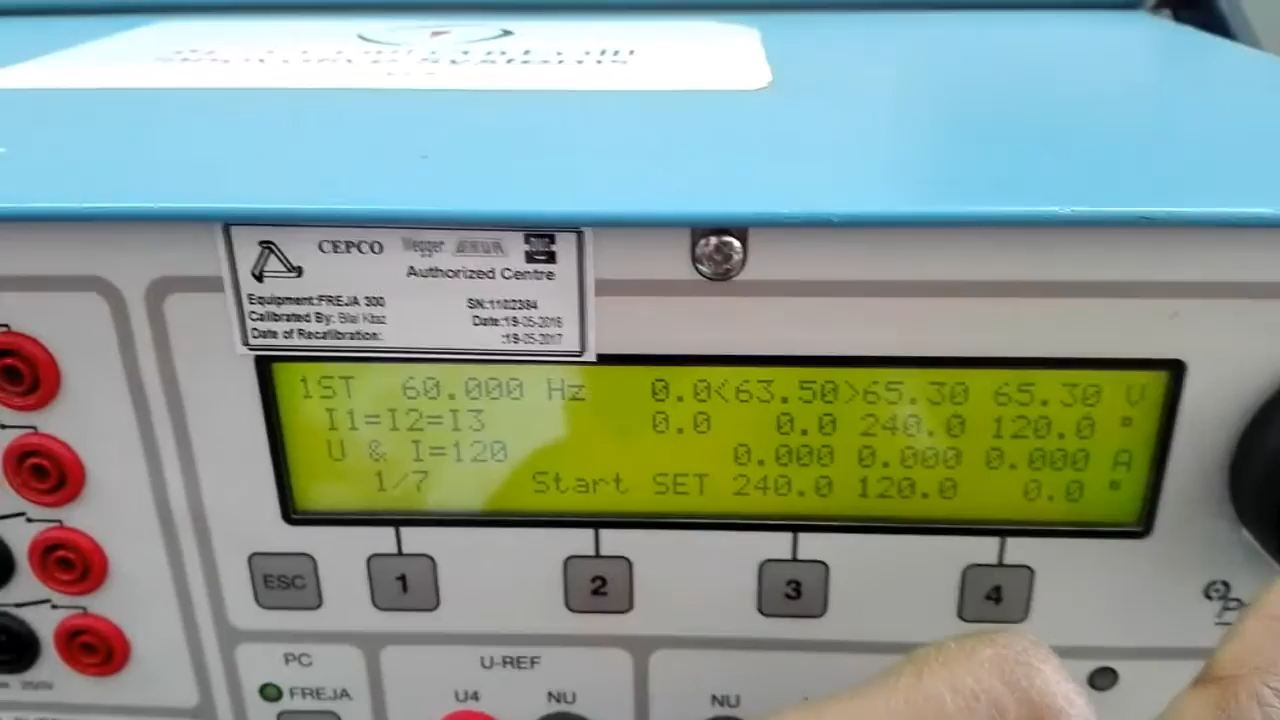 CEPCO Megger
Authorized Centre
Equipment:FREJA 300 SN:1102384
Calibrated By: Bilal Date:19-05-2016
Date of Recalibration: :19-05-2017
1ST 60.000 Hz 0.0<63.50>65.30 65.30 V
I1=I2=I3 0.0 0.0 240.0 120.0 °
U & I=120 0.000 0.000 0.000 A
1/7 Start SET 240.0 120.0 0.0 °
ESC 1 2 3 4
PC U-REF
FREJA U4 NU NU